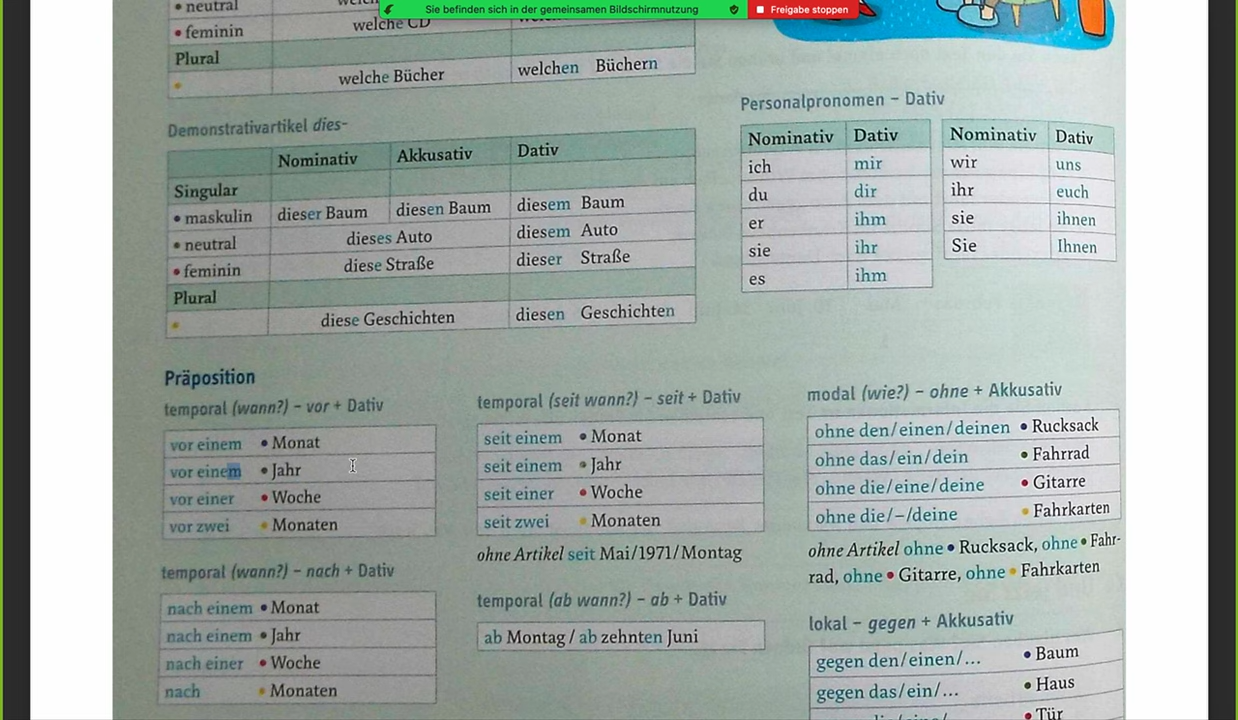 Sie befinden sich in der gemeinsamen Bildschirmnutzung
Freigabe stoppen
• neutral
• feminin welche CD
Plural
welche Bücher welchen Büchern
Demonstrativartikel dies-
Nominativ Akkusativ Dativ
Singular
• maskulin dieser Baum diesen Baum diesem Baum
• neutral dieses Auto diesem Auto
• feminin diese Straße dieser Straße
Plural
• diese Geschichten diesen Geschichten
Personalpronomen – Dativ
Nominativ Dativ
ich mir
du dir
er ihm
sie ihr
es ihm
Nominativ Dativ
wir uns
ihr euch
sie ihnen
Sie Ihnen
Präposition
temporal (wann?) – vor + Dativ
vor einem • Monat
vor einem • Jahr
vor einer • Woche
vor zwei • Monaten
temporal (wann?) – nach + Dativ
nach einem • Monat
nach einem • Jahr
nach einer • Woche
nach • Monaten
temporal (seit wann?) – seit + Dativ
seit einem • Monat
seit einem • Jahr
seit einer • Woche
seit zwei • Monaten
ohne Artikel seit Mai/1971/Montag
temporal (ab wann?) – ab + Dativ
ab Montag / ab zehnten Juni
modal (wie?) – ohne + Akkusativ
ohne den/einen/deinen • Rucksack
ohne das/ein/dein • Fahrrad
ohne die/eine/deine • Gitarre
ohne die/–/deine • Fahrkarten
ohne Artikel ohne • Rucksack, ohne • Fahr-
rad, ohne • Gitarre, ohne • Fahrkarten
lokal – gegen + Akkusativ
gegen den/einen/... • Baum
gegen das/ein/... • Haus
• Tür